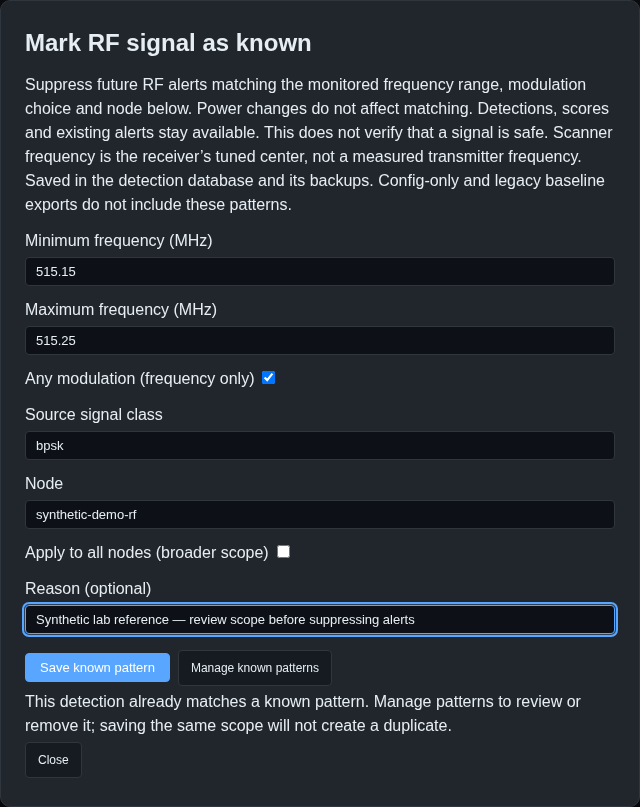 Mark RF signal as known
Suppress future RF alerts matching the monitored frequency range, modulation
choice and node below. Power changes do not affect matching. Detections, scores
and existing alerts stay available. This does not verify that a signal is safe. Scanner
frequency is the receiver’s tuned center, not a measured transmitter frequency.
Saved in the detection database and its backups. Config-only and legacy baseline
exports do not include these patterns.
Minimum frequency (MHz)
515.15
Maximum frequency (MHz)
515.25
Any modulation (frequency only)
Source signal class
bpsk
Node
synthetic-demo-rf
Apply to all nodes (broader scope)
Reason (optional)
Synthetic lab reference — review scope before suppressing alerts
Save known pattern Manage known patterns
This detection already matches a known pattern. Manage patterns to review or
remove it; saving the same scope will not create a duplicate.
Close